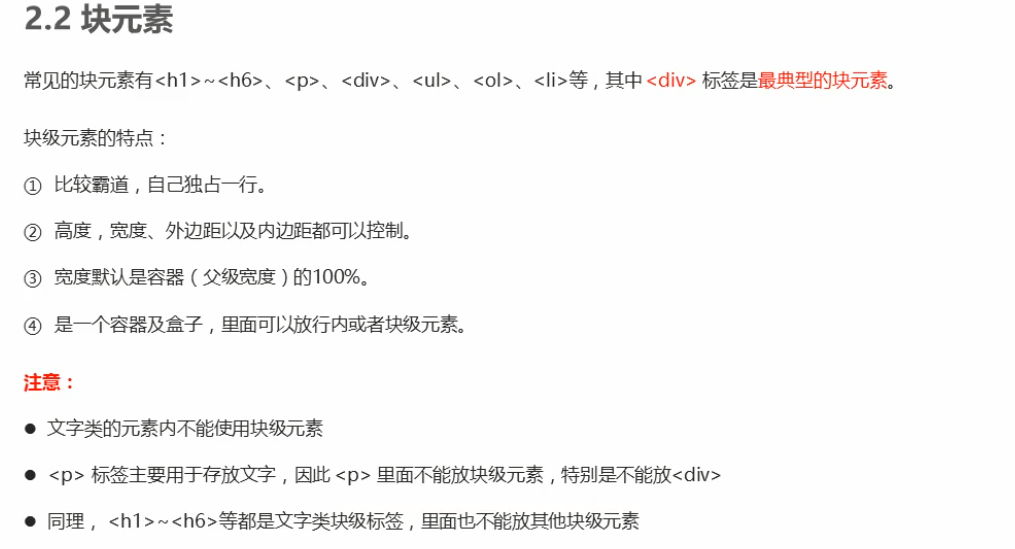 2.2 块元素
常见的块元素有<h1>~<h6>、<p>、<div>、<ul>、<ol>、<li>等，其中 <div> 标签是最典型的块元素。
块级元素的特点：
① 比较霸道，自己独占一行。
② 高度，宽度、外边距以及内边距都可以控制。
③ 宽度默认是容器（父级宽度）的100%。
④ 是一个容器及盒子，里面可以放行内或者块级元素。
注意：
● 文字类的元素内不能使用块级元素
● <p> 标签主要用于存放文字，因此 <p> 里面不能放块级元素，特别是不能放<div>
● 同理， <h1>~<h6>等都是文字类块级标签，里面也不能放其他块级元素